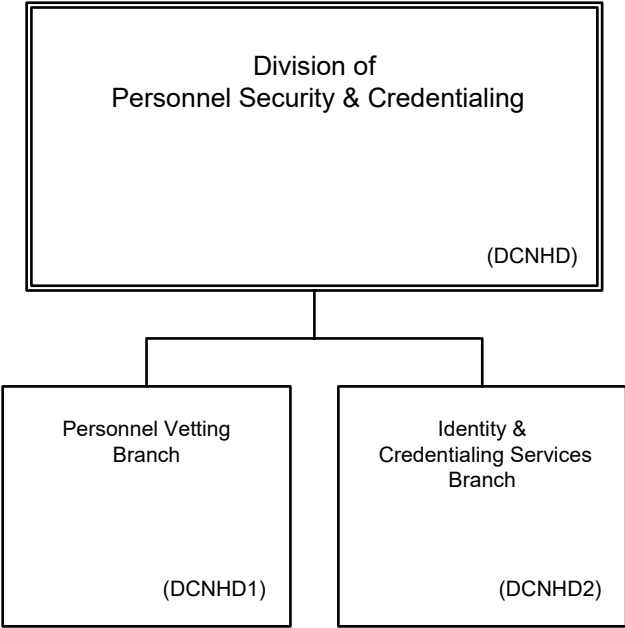 Division of
Personnel Security & Credentialing
(DCNHD)
Personnel Vetting
Branch
(DCNHD1)
Identity &
Credentialing Services
Branch
(DCNHD2)